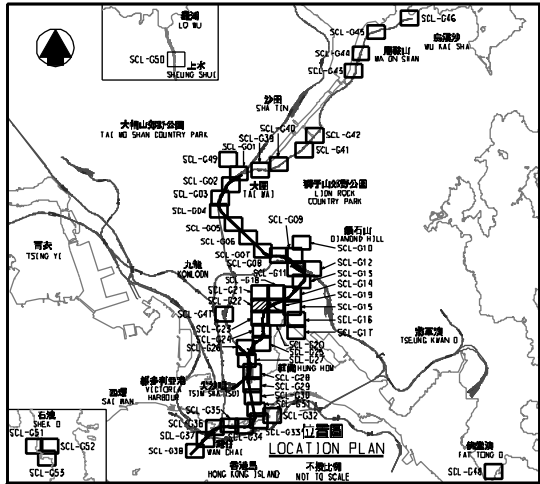 羅湖
LO WU
SCL-G50
上水
SHEUNG SHUI
SCL-G46
SCL-G45
烏溪沙
WU KAI SHA
SCL-G44
馬鞍山
MA ON SHAN
SCL-G43
沙田
SHA TIN
大帽山郊野公園
TAI MO SHAN COUNTRY PARK
SCL-G40
SCL-G39
SCL-G42
SCL-G01
SCL-G41
SCL-G49
SCL-G02
大圍
TAI WAI
獅子山郊野公園
LION ROCK
COUNTRY PARK
SCL-G03
SCL-G04
SCL-G05
SCL-G09
SCL-G06
鑽石山
DIAMOND HILL
SCL-G10
青衣
TSING YI
SCL-G07
SCL-G08
SCL-G11
SCL-G12
九龍
KOWLOON
SCL-G13
SCL-G18
SCL-G14
SCL-G21
SCL-G19
SCL-G22
SCL-G15
SCL-G47
SCL-G16
SCL-G23
SCL-G17
SCL-G24
SCL-G20
將軍澳
TSEUNG KWAN O
SCL-G26
SCL-G25
SCL-G27
紅磡
HUNG HOM
西環
SAI WAN
維多利亞港
VICTORIA
HARBOUR
尖沙咀
TSIM SHA TSUI
SCL-G28
SCL-G29
SCL-G30
SCL-G35
SCL-G32
SCL-G36
SCL-G37
SCL-G34
SCL-G33
SCL-G38
灣仔
WAN CHAI
香港島
HONG KONG ISLAND
石澳
SHEK O
SCL-G51
SCL-G52
SCL-G53
位置圖
LOCATION PLAN
不按比例
NOT TO SCALE
FAT TONG O
SCL-G48